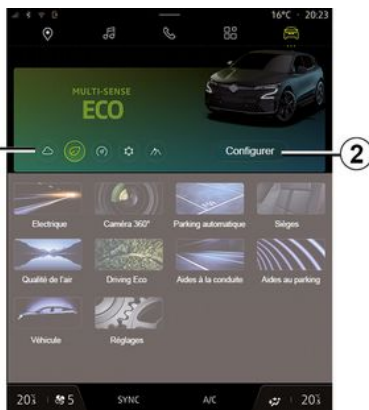 16°C · 20:23
MULTI-SENSE
ECO
Configurer
2
Electrique
Caméra 360°
Parking automatique
Sièges
Qualité de l'air
Driving Eco
Aides à la conduite
Aides au parking
Véhicule
Réglages
5
SYNC
A/C